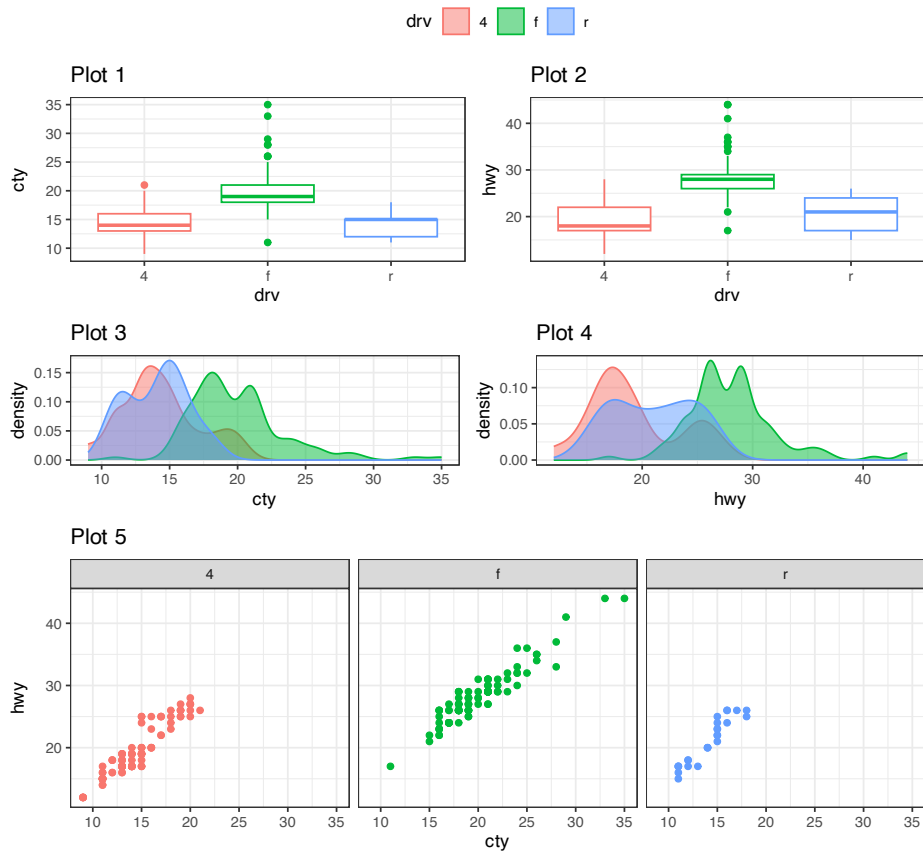 drv 4 f r
Plot 1
cty
35
30
25
20
15
10
4 f r
drv
Plot 2
hwy
40
30
20
4 f r
drv
Plot 3
density
0.15
0.10
0.05
0.00
10 15 20 25 30 35
cty
Plot 4
density
0.10
0.05
0.00
20 30 40
hwy
Plot 5
4 f r
hwy
40
30
20
10 15 20 25 30 35 10 15 20 25 30 35 10 15 20 25 30 35
cty